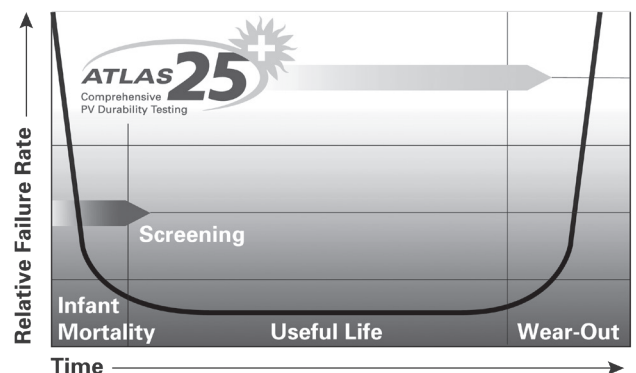 Relative Failure Rate
ATLAS 25+
Comprehensive
PV Durability Testing
Screening
Infant
Mortality
Useful Life
Wear-Out
Time